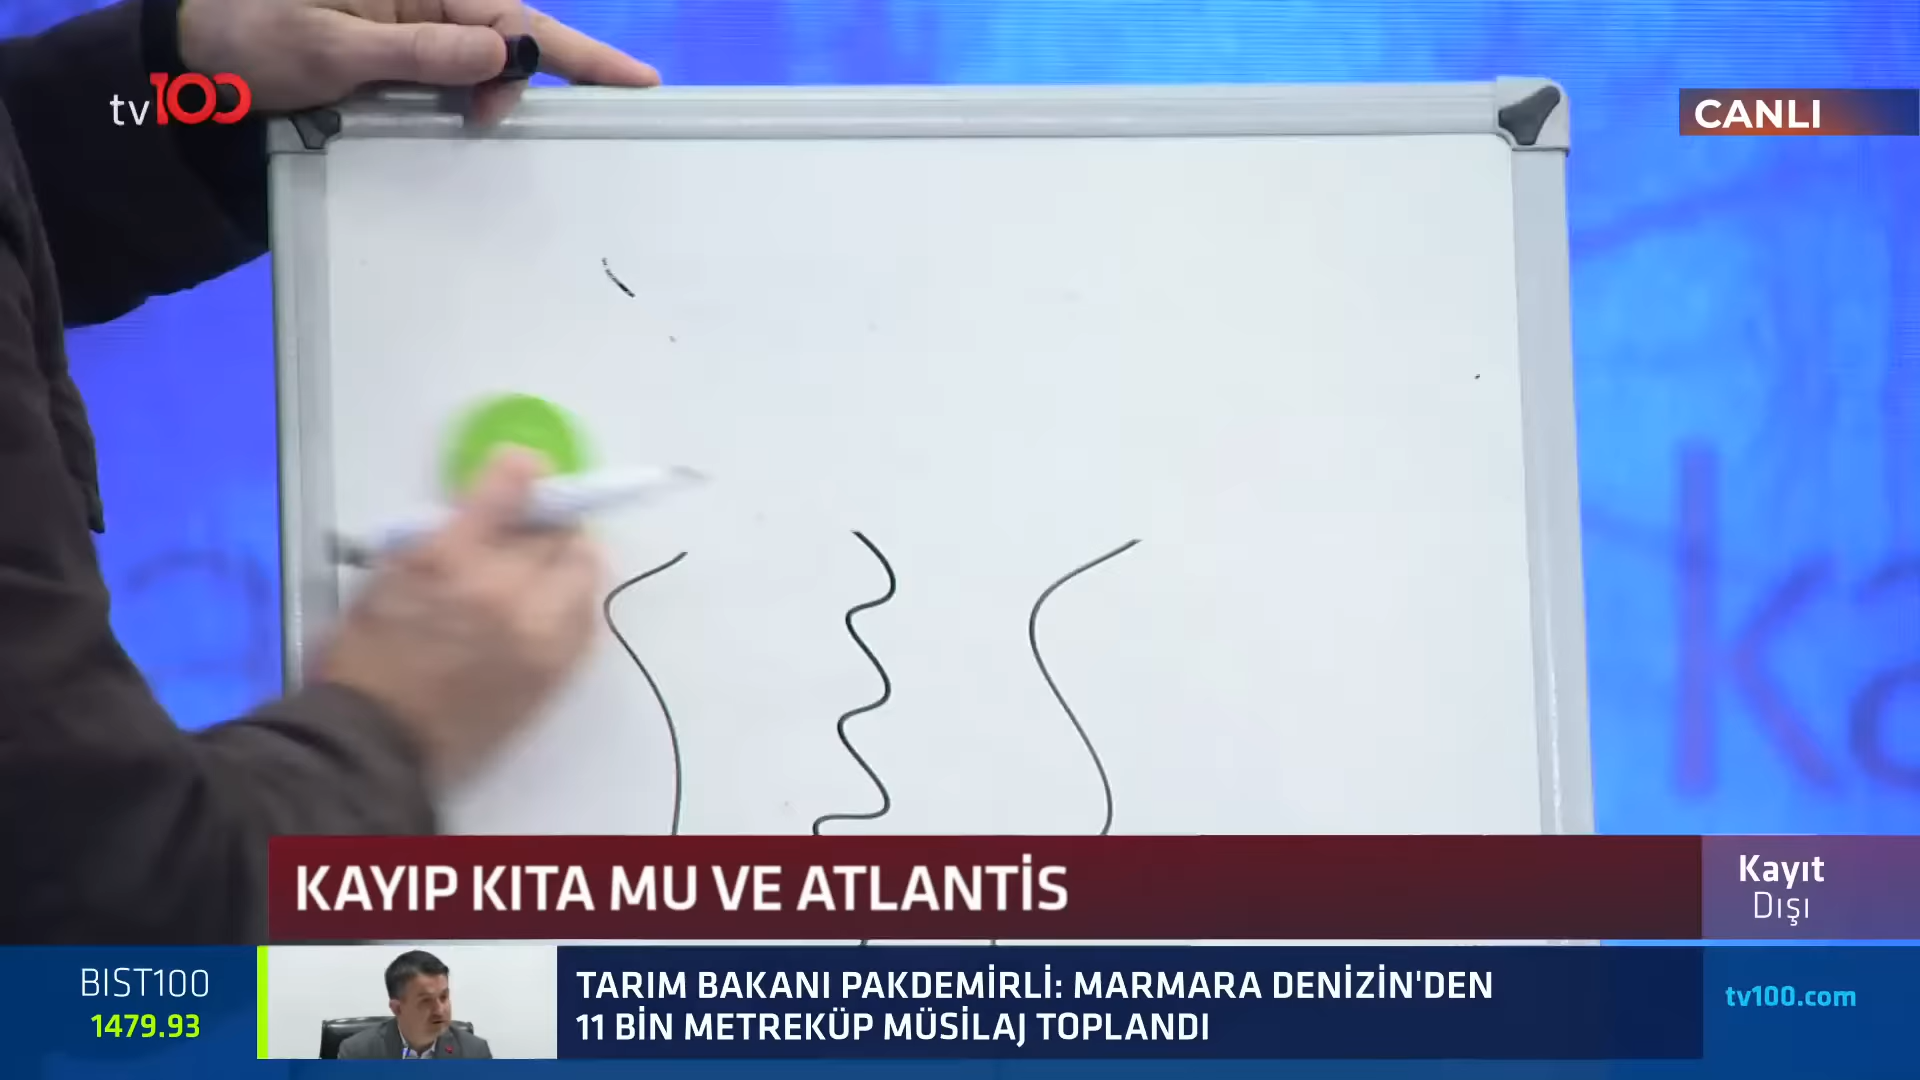 tv100
CANLI
KAYIP KITA MU VE ATLANTİS
Kayıt
Dışı
BIST100
1479.93
TARIM BAKANI PAKDEMİRLİ: MARMARA DENİZİN'DEN
11 BİN METREKÜP MÜSİLAJ TOPLANDI
tv100.com